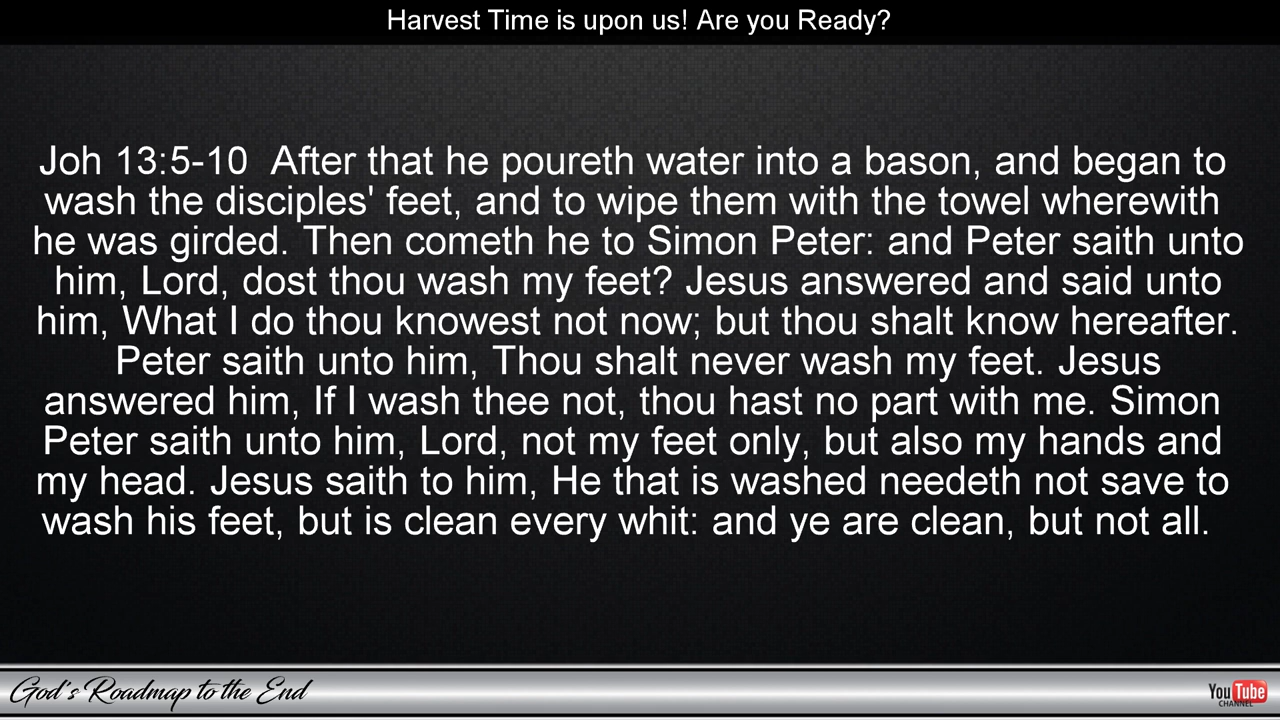 Harvest Time is upon us! Are you Ready?
Joh 13:5-10  After that he poureth water into a bason, and began to
wash the disciples' feet, and to wipe them with the towel wherewith
he was girded. Then cometh he to Simon Peter: and Peter saith unto
him, Lord, dost thou wash my feet? Jesus answered and said unto
him, What I do thou knowest not now; but thou shalt know hereafter.
Peter saith unto him, Thou shalt never wash my feet. Jesus
answered him, If I wash thee not, thou hast no part with me. Simon
Peter saith unto him, Lord, not my feet only, but also my hands and
my head. Jesus saith to him, He that is washed needeth not save to
wash his feet, but is clean every whit: and ye are clean, but not all.
God's Roadmap to the End
YouTube
CHANNEL